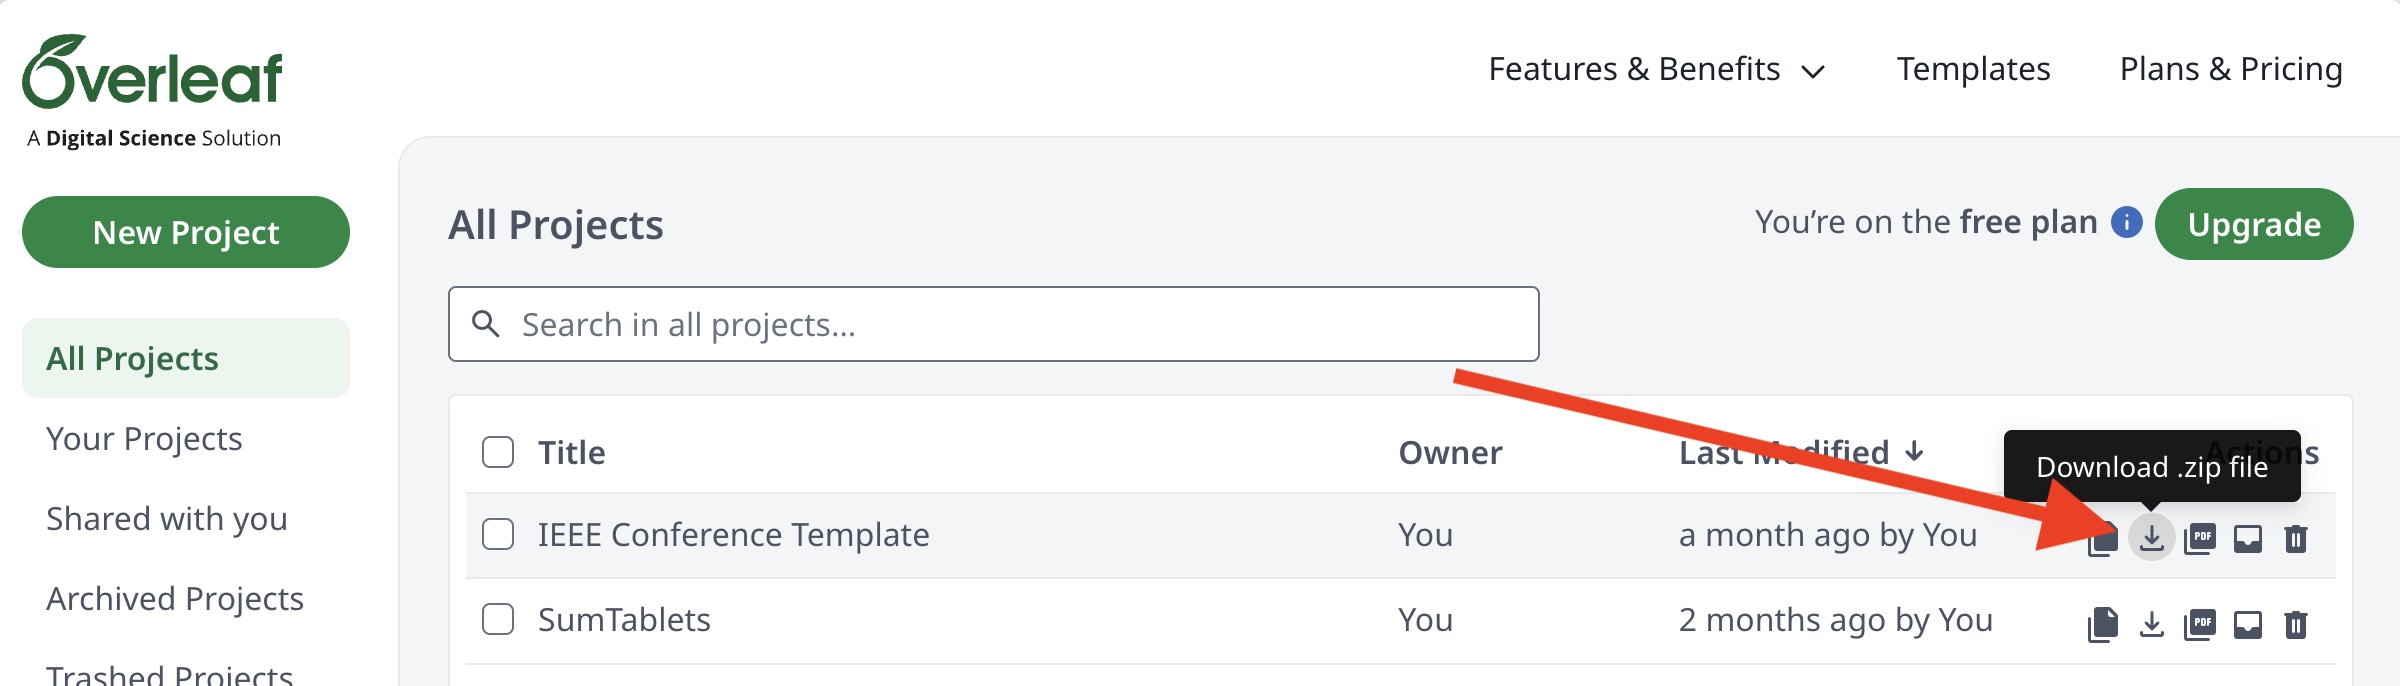 Overleaf
A Digital Science Solution
Features & Benefits
Templates
Plans & Pricing
New Project
All Projects
Your Projects
Shared with you
Archived Projects
Trashed Projects
All Projects
You're on the free plan
i
Upgrade
Search in all projects...
Title Owner Last Modified Actions
Download .zip file
IEEE Conference Template You a month ago by You
PDF
SumTablets You 2 months ago by You
PDF